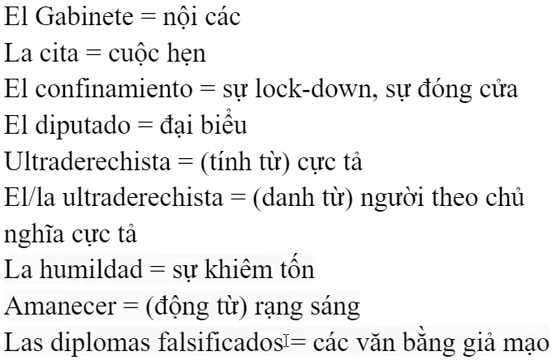 El Gabinete = nội các
La cita = cuộc hẹn
El confinamiento = sự lock-down, sự đóng cửa
El diputado = đại biểu
Ultraderechista = (tính từ) cực tả
El/la ultraderechista = (danh từ) người theo chủ
nghĩa cực tả
La humildad = sự khiêm tốn
Amanecer = (động từ) rạng sáng
Las diplomas falsificados = các văn bằng giả mạo